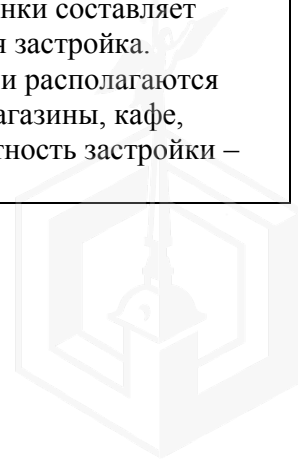 нки составляет
я застройка.
и располагаются
агазины, кафе,
тность застройки –